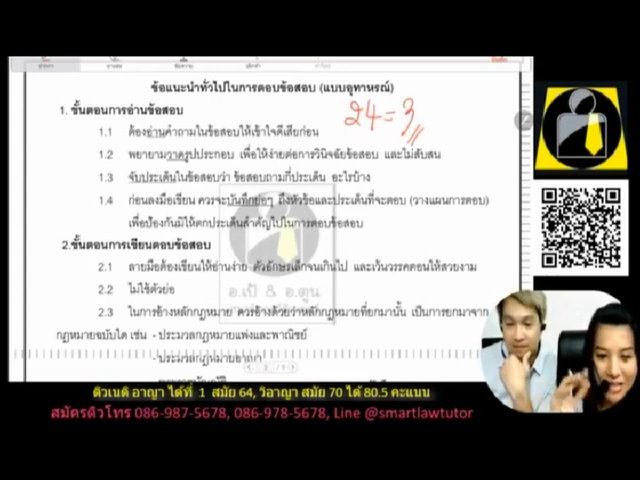 ข้อแนะนำทั่วไปในการตอบข้อสอบ (แบบอุทาหรณ์)
24 = 3
1. ขั้นตอนการอ่านข้อสอบ
1.1 ต้องอ่านคำถามในข้อสอบให้เข้าใจดีเสียก่อน
1.2 พยายามวาดรูปประกอบ เพื่อให้ง่ายต่อการวินิจฉัยข้อสอบ และไม่สับสน
1.3 จับประเด็นในข้อสอบว่า ข้อสอบถามกี่ประเด็น อะไรบ้าง
1.4 ก่อนลงมือเขียน ควรจะบันทึกย่อๆ ถึงหัวข้อและประเด็นที่จะตอบ (วางแผนการตอบ)
เพื่อป้องกันมิให้ตกประเด็นสำคัญไปในการตอบข้อสอบ
2.ขั้นตอนการเขียนตอบข้อสอบ
2.1 ลายมือต้องเขียนให้อ่านง่าย ตัวอักษรเล็กจนเกินไป และเว้นวรรคตอนให้สวยงาม
2.2 ไม่ใช้ตัวย่อ
2.3 ในการอ้างหลักกฎหมาย ควรอ้างด้วยว่าหลักกฎหมายที่ยกมานั้น เป็นการยกมาจาก
กฎหมายฉบับใด เช่น - ประมวลกฎหมายแพ่งและพาณิชย์
- ประมวลกฎหมายอาญา
อ.เป้ & อ.ตูน
ติวเนติ อาญา ได้ที่ 1 สมัย 64, วิอาญา สมัย 70 ได้ 80.5 คะแนน
สมัครติวโทร 086-987-5678, 086-978-5678, Line @smartlawtutor